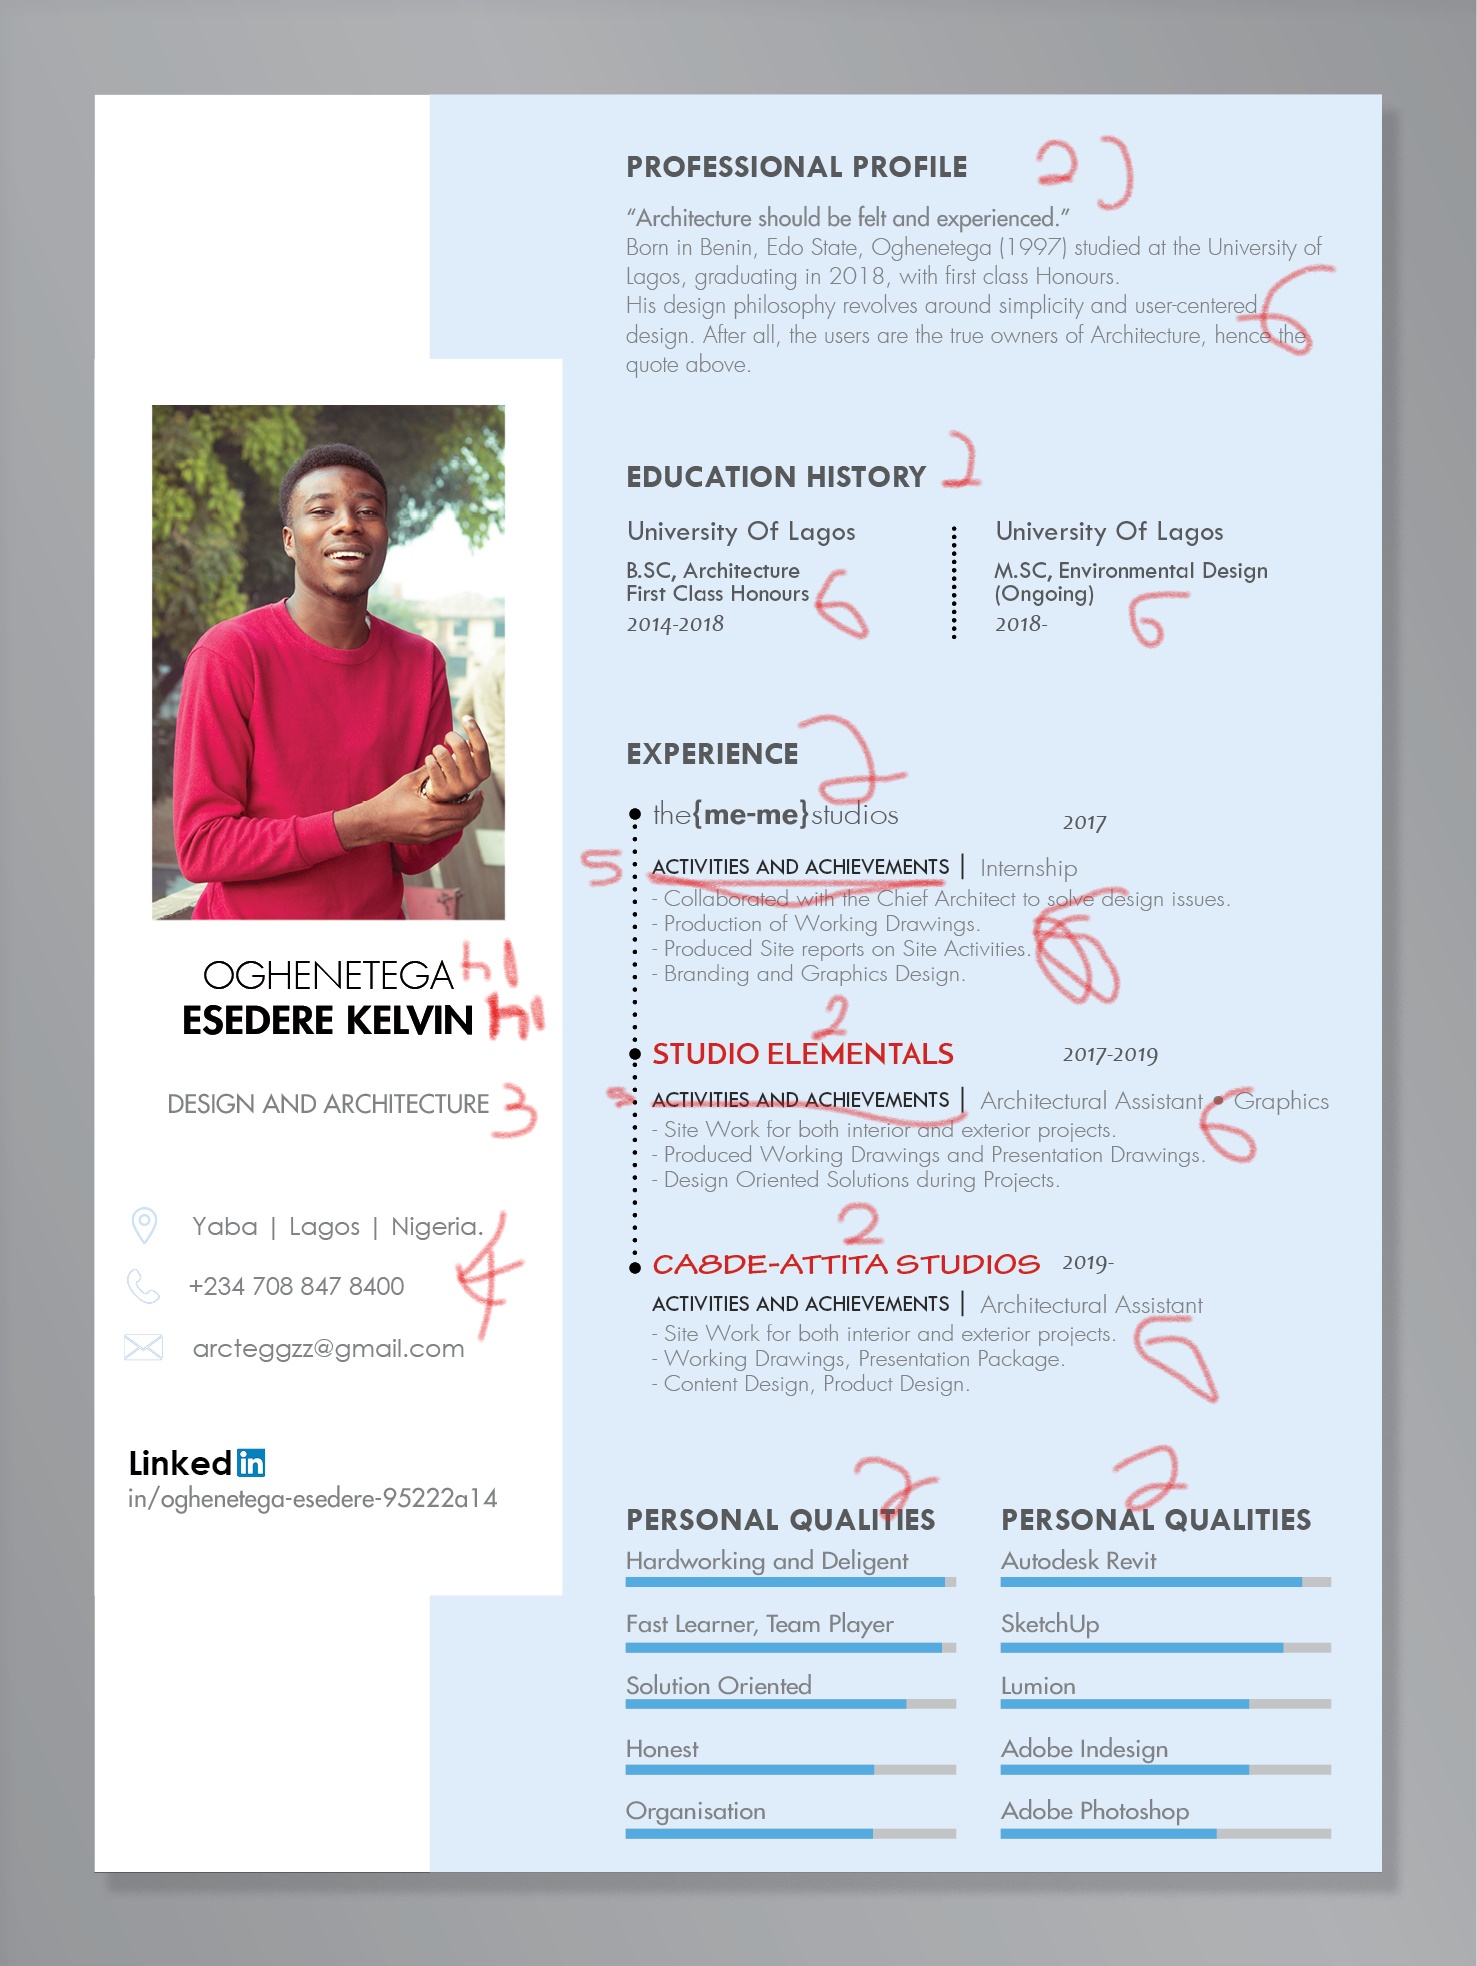 PROFESSIONAL PROFILE 2)
“Architecture should be felt and experienced.”
Born in Benin, Edo State, Oghenetega (1997) studied at the University of
Lagos, graduating in 2018, with first class Honours.
His design philosophy revolves around simplicity and user-centered
design. After all, the users are the true owners of Architecture, hence the
quote above.
6
EDUCATION HISTORY 2
University Of Lagos
B.SC, Architecture
First Class Honours 6
2014-2018
University Of Lagos
M.SC, Environmental Design
(Ongoing)
2018-
6
EXPERIENCE 2
the{me-me}studios 2017
5 ACTIVITIES AND ACHIEVEMENTS | Internship
- Collaborated with the Chief Architect to solve design issues.
- Production of Working Drawings.
- Produced Site reports on Site Activities.
- Branding and Graphics Design.
2
STUDIO ELEMENTALS 2017-2019
ACTIVITIES AND ACHIEVEMENTS | Architectural Assistant • Graphics
- Site Work for both interior and exterior projects.
- Produced Working Drawings and Presentation Drawings.
- Design Oriented Solutions during Projects.
6
2
CA8DE-ATTITA STUDIOS 2019-
ACTIVITIES AND ACHIEVEMENTS | Architectural Assistant
- Site Work for both interior and exterior projects.
- Working Drawings, Presentation Package.
- Content Design, Product Design.
2
PERSONAL QUALITIES
Hardworking and Deligent
Fast Learner, Team Player
Solution Oriented
Honest
Organisation
2
PERSONAL QUALITIES
Autodesk Revit
SketchUp
Lumion
Adobe Indesign
Adobe Photoshop
OGHENETEGA h1
ESEDERE KELVIN h1
DESIGN AND ARCHITECTURE 3
Yaba | Lagos | Nigeria.
+234 708 847 8400
4
arcteggzz@gmail.com
Linked in
in/oghenetega-esedere-95222a14